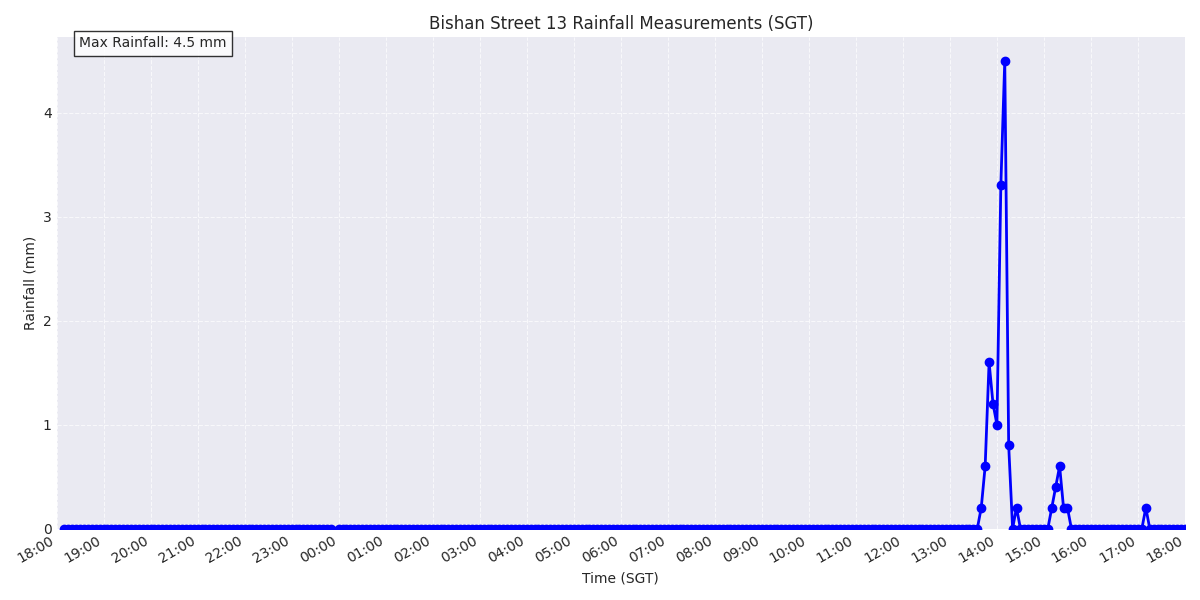 Bishan Street 13 Rainfall Measurements (SGT)
Max Rainfall: 4.5 mm
Rainfall (mm)
4
3
2
1
0
18:00 19:00 20:00 21:00 22:00 23:00 00:00 01:00 02:00 03:00 04:00 05:00 06:00 07:00 08:00 09:00 10:00 11:00 12:00 13:00 14:00 15:00 16:00 17:00 18:00
Time (SGT)